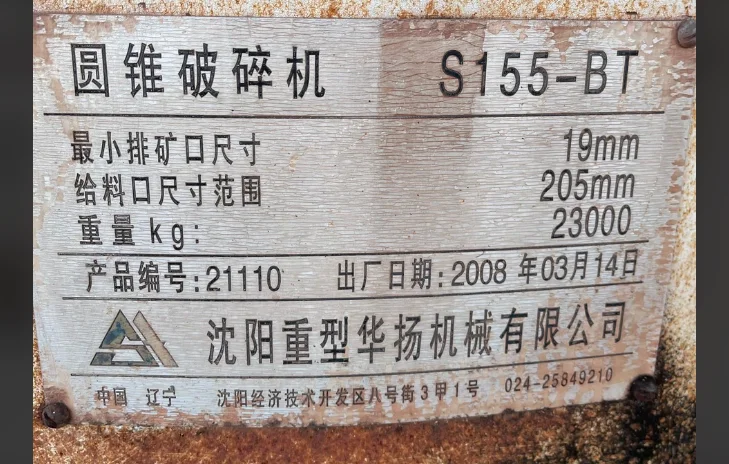 圆锥破碎机 S155-BT
最小排矿口尺寸 19mm
给料口尺寸范围 205mm
重量 kg: 23000
产品编号:21110 出厂日期:2008 年03月14日
沈阳重型华扬机械有限公司
中国 辽宁 沈阳经济技术开发区八号街3甲1号 024-25849210